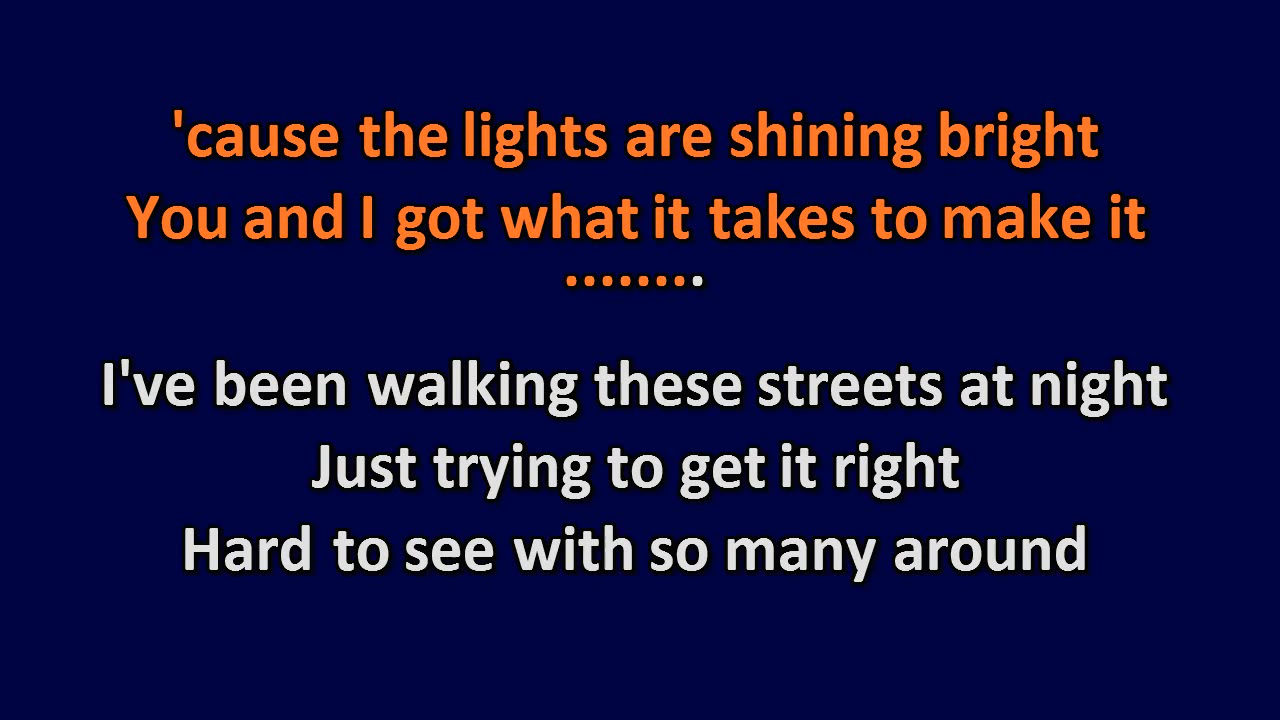 'cause the lights are shining bright
You and I got what it takes to make it
........
I've been walking these streets at night
Just trying to get it right
Hard to see with so many around